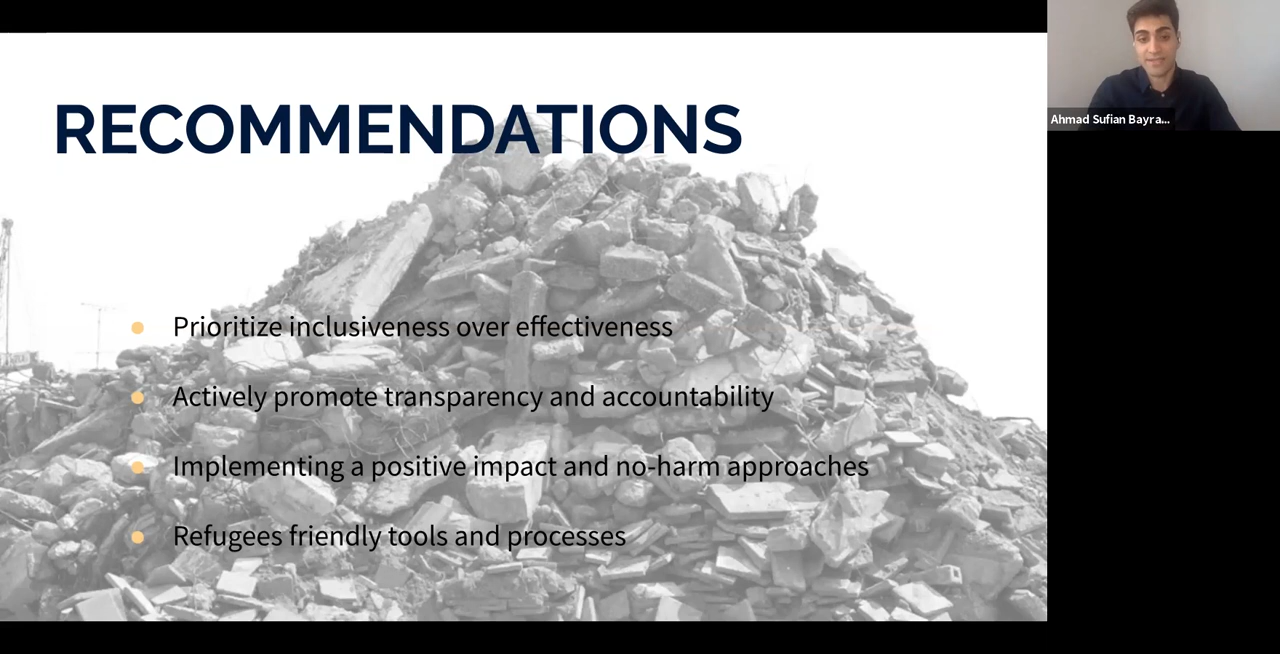 RECOMMENDATIONS
Prioritize inclusiveness over effectiveness
Actively promote transparency and accountability
Implementing a positive impact and no-harm approaches
Refugees friendly tools and processes
Ahmad Sufian Bayra...